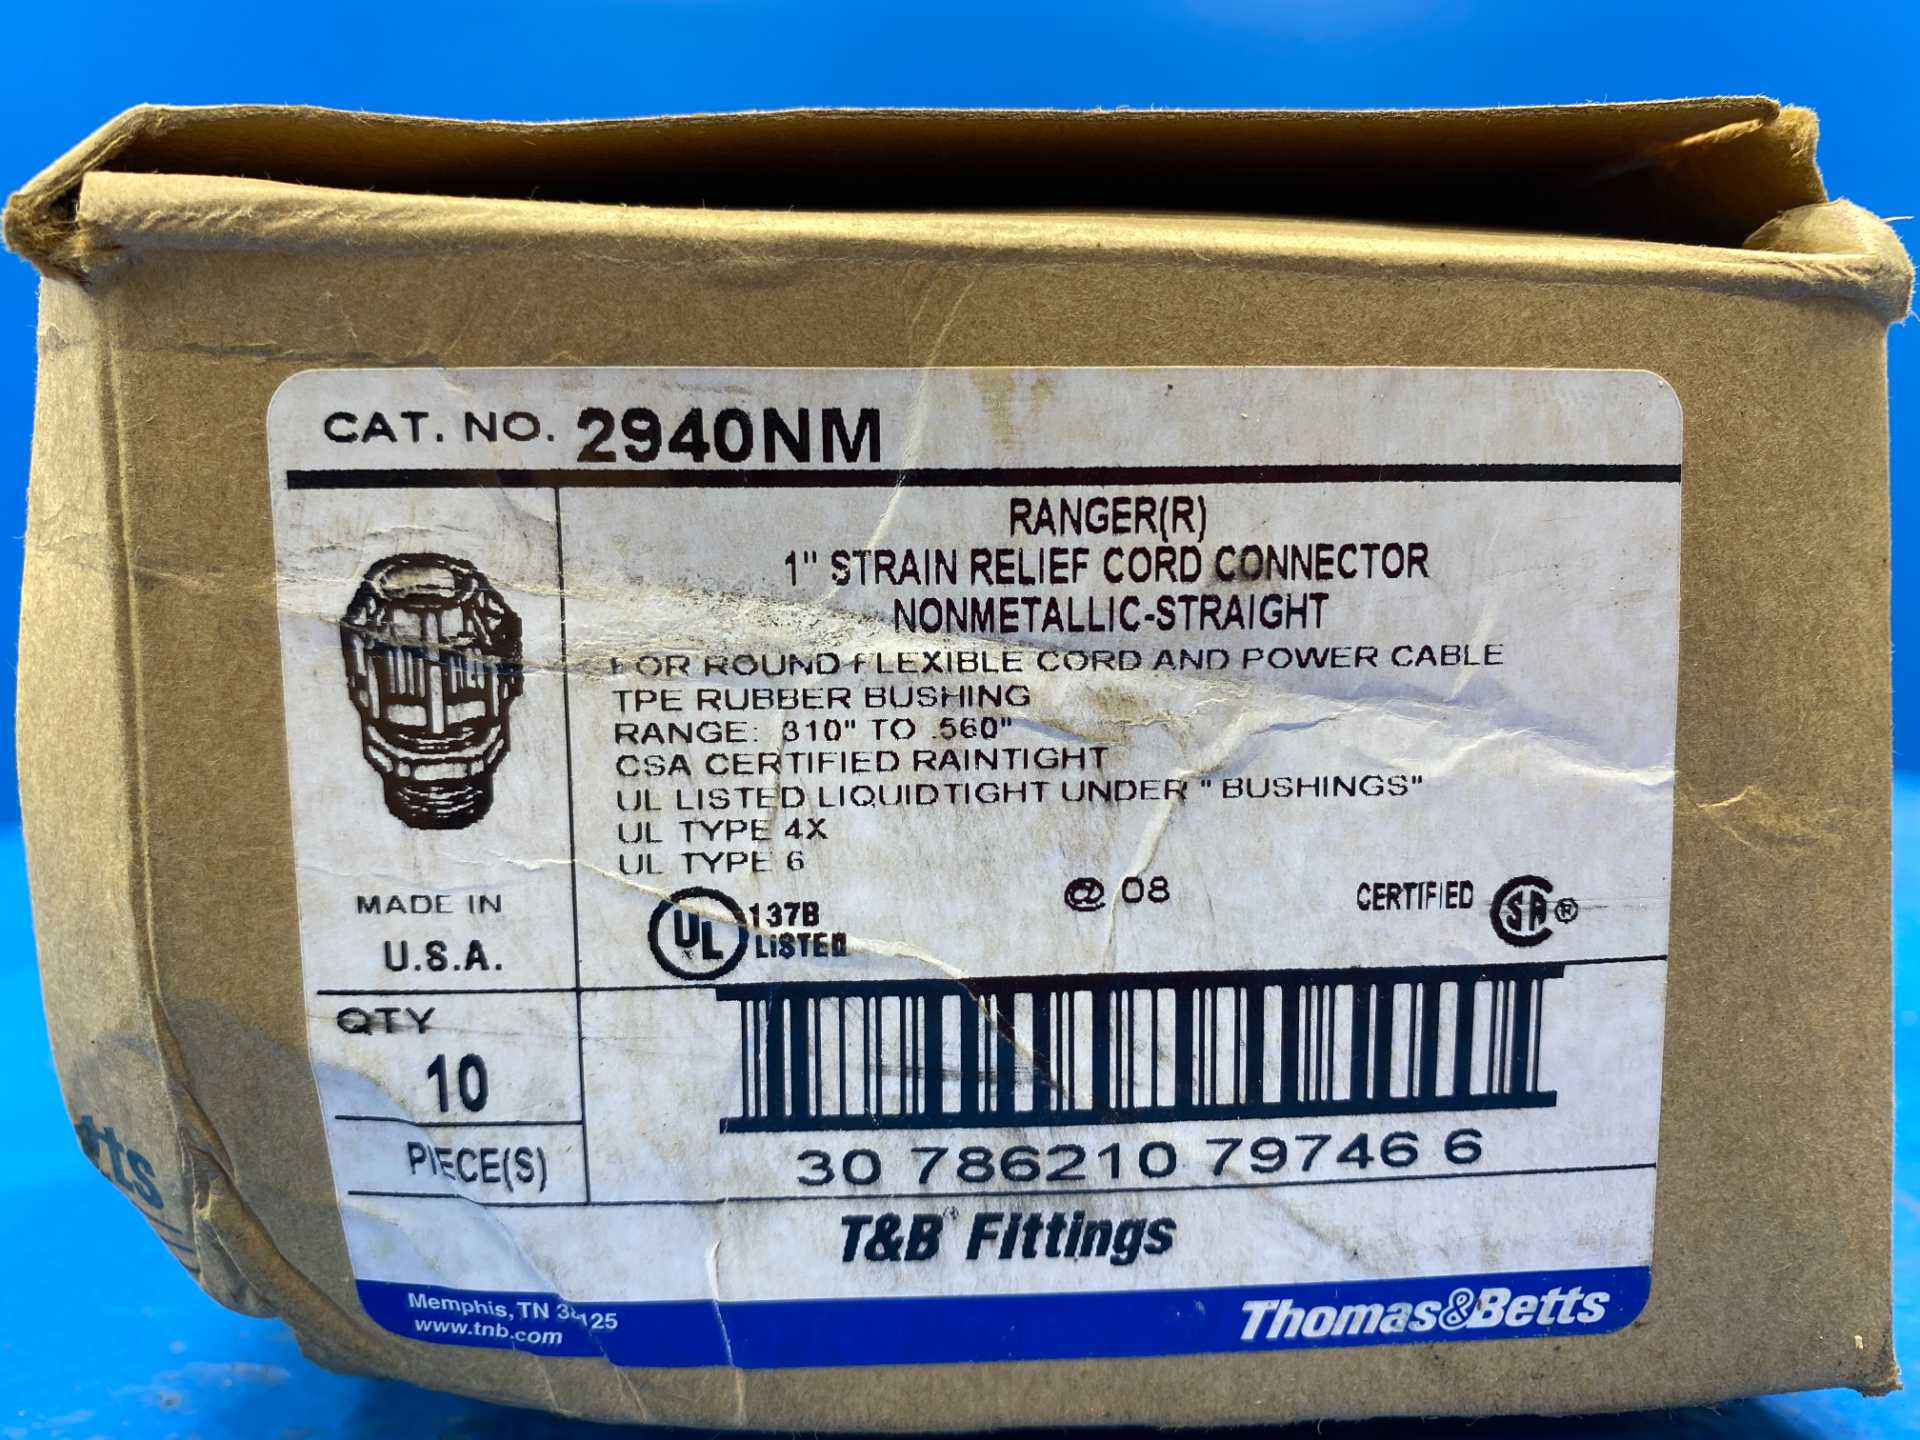 CAT. NO. 2940NM
RANGER(R)
1" STRAIN RELIEF CORD CONNECTOR
NONMETALLIC-STRAIGHT
FOR ROUND FLEXIBLE CORD AND POWER CABLE
TPE RUBBER BUSHING
RANGE: .310" TO .560"
CSA CERTIFIED RAINTIGHT
UL LISTED LIQUIDTIGHT UNDER "BUSHINGS"
UL TYPE 4X
UL TYPE 6
MADE IN
U.S.A.
UL 137B
LISTED
@ 08
CERTIFIED SA®
QTY
10
PIECE(S)
30 786210 79746 6
T&B® Fittings
Memphis, TN 38125
www.tnb.com
Thomas&Betts